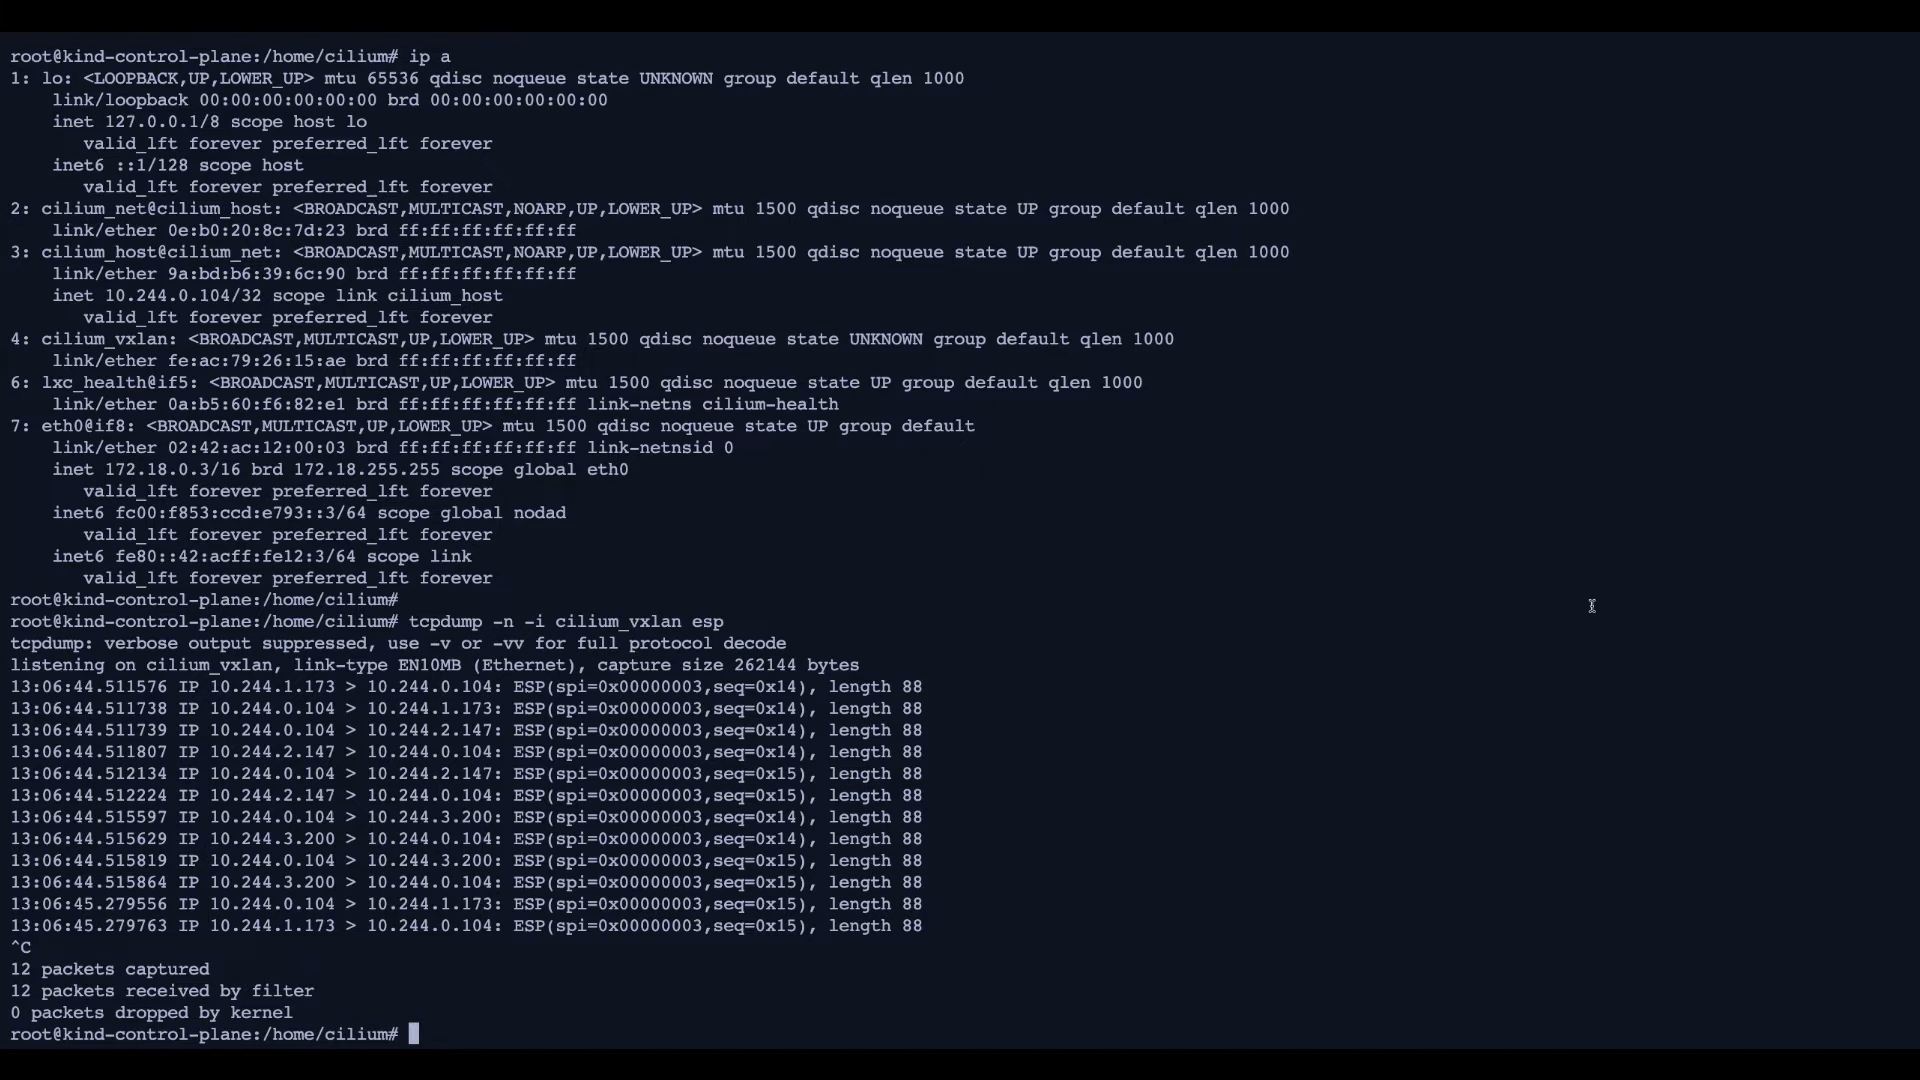 root@kind-control-plane:/home/cilium# ip a
1: lo: <LOOPBACK,UP,LOWER_UP> mtu 65536 qdisc noqueue state UNKNOWN group default qlen 1000
    link/loopback 00:00:00:00:00:00 brd 00:00:00:00:00:00
    inet 127.0.0.1/8 scope host lo
       valid_lft forever preferred_lft forever
    inet6 ::1/128 scope host
       valid_lft forever preferred_lft forever
2: cilium_net@cilium_host: <BROADCAST,MULTICAST,NOARP,UP,LOWER_UP> mtu 1500 qdisc noqueue state UP group default qlen 1000
    link/ether 0e:b0:20:8c:7d:23 brd ff:ff:ff:ff:ff:ff
3: cilium_host@cilium_net: <BROADCAST,MULTICAST,NOARP,UP,LOWER_UP> mtu 1500 qdisc noqueue state UP group default qlen 1000
    link/ether 9a:bd:b6:39:6c:90 brd ff:ff:ff:ff:ff:ff
    inet 10.244.0.104/32 scope link cilium_host
       valid_lft forever preferred_lft forever
4: cilium_vxlan: <BROADCAST,MULTICAST,UP,LOWER_UP> mtu 1500 qdisc noqueue state UNKNOWN group default qlen 1000
    link/ether fe:ac:79:26:15:ae brd ff:ff:ff:ff:ff:ff
6: lxc_health@if5: <BROADCAST,MULTICAST,UP,LOWER_UP> mtu 1500 qdisc noqueue state UP group default qlen 1000
    link/ether 0a:b5:60:f6:82:e1 brd ff:ff:ff:ff:ff:ff link-netns cilium-health
7: eth0@if8: <BROADCAST,MULTICAST,UP,LOWER_UP> mtu 1500 qdisc noqueue state UP group default
    link/ether 02:42:ac:12:00:03 brd ff:ff:ff:ff:ff:ff link-netnsid 0
    inet 172.18.0.3/16 brd 172.18.255.255 scope global eth0
       valid_lft forever preferred_lft forever
    inet6 fc00:f853:ccd:e793::3/64 scope global nodad
       valid_lft forever preferred_lft forever
    inet6 fe80::42:acff:fe12:3/64 scope link
       valid_lft forever preferred_lft forever
root@kind-control-plane:/home/cilium#
root@kind-control-plane:/home/cilium# tcpdump -n -i cilium_vxlan esp
tcpdump: verbose output suppressed, use -v or -vv for full protocol decode
listening on cilium_vxlan, link-type EN10MB (Ethernet), capture size 262144 bytes
13:06:44.511576 IP 10.244.1.173 > 10.244.0.104: ESP(spi=0x00000003,seq=0x14), length 88
13:06:44.511738 IP 10.244.0.104 > 10.244.1.173: ESP(spi=0x00000003,seq=0x14), length 88
13:06:44.511739 IP 10.244.0.104 > 10.244.2.147: ESP(spi=0x00000003,seq=0x14), length 88
13:06:44.511807 IP 10.244.2.147 > 10.244.0.104: ESP(spi=0x00000003,seq=0x14), length 88
13:06:44.512134 IP 10.244.0.104 > 10.244.2.147: ESP(spi=0x00000003,seq=0x15), length 88
13:06:44.512224 IP 10.244.2.147 > 10.244.0.104: ESP(spi=0x00000003,seq=0x15), length 88
13:06:44.515597 IP 10.244.0.104 > 10.244.3.200: ESP(spi=0x00000003,seq=0x14), length 88
13:06:44.515629 IP 10.244.3.200 > 10.244.0.104: ESP(spi=0x00000003,seq=0x14), length 88
13:06:44.515819 IP 10.244.0.104 > 10.244.3.200: ESP(spi=0x00000003,seq=0x15), length 88
13:06:44.515864 IP 10.244.3.200 > 10.244.0.104: ESP(spi=0x00000003,seq=0x15), length 88
13:06:45.279556 IP 10.244.0.104 > 10.244.1.173: ESP(spi=0x00000003,seq=0x15), length 88
13:06:45.279763 IP 10.244.1.173 > 10.244.0.104: ESP(spi=0x00000003,seq=0x15), length 88
^C
12 packets captured
12 packets received by filter
0 packets dropped by kernel
root@kind-control-plane:/home/cilium#